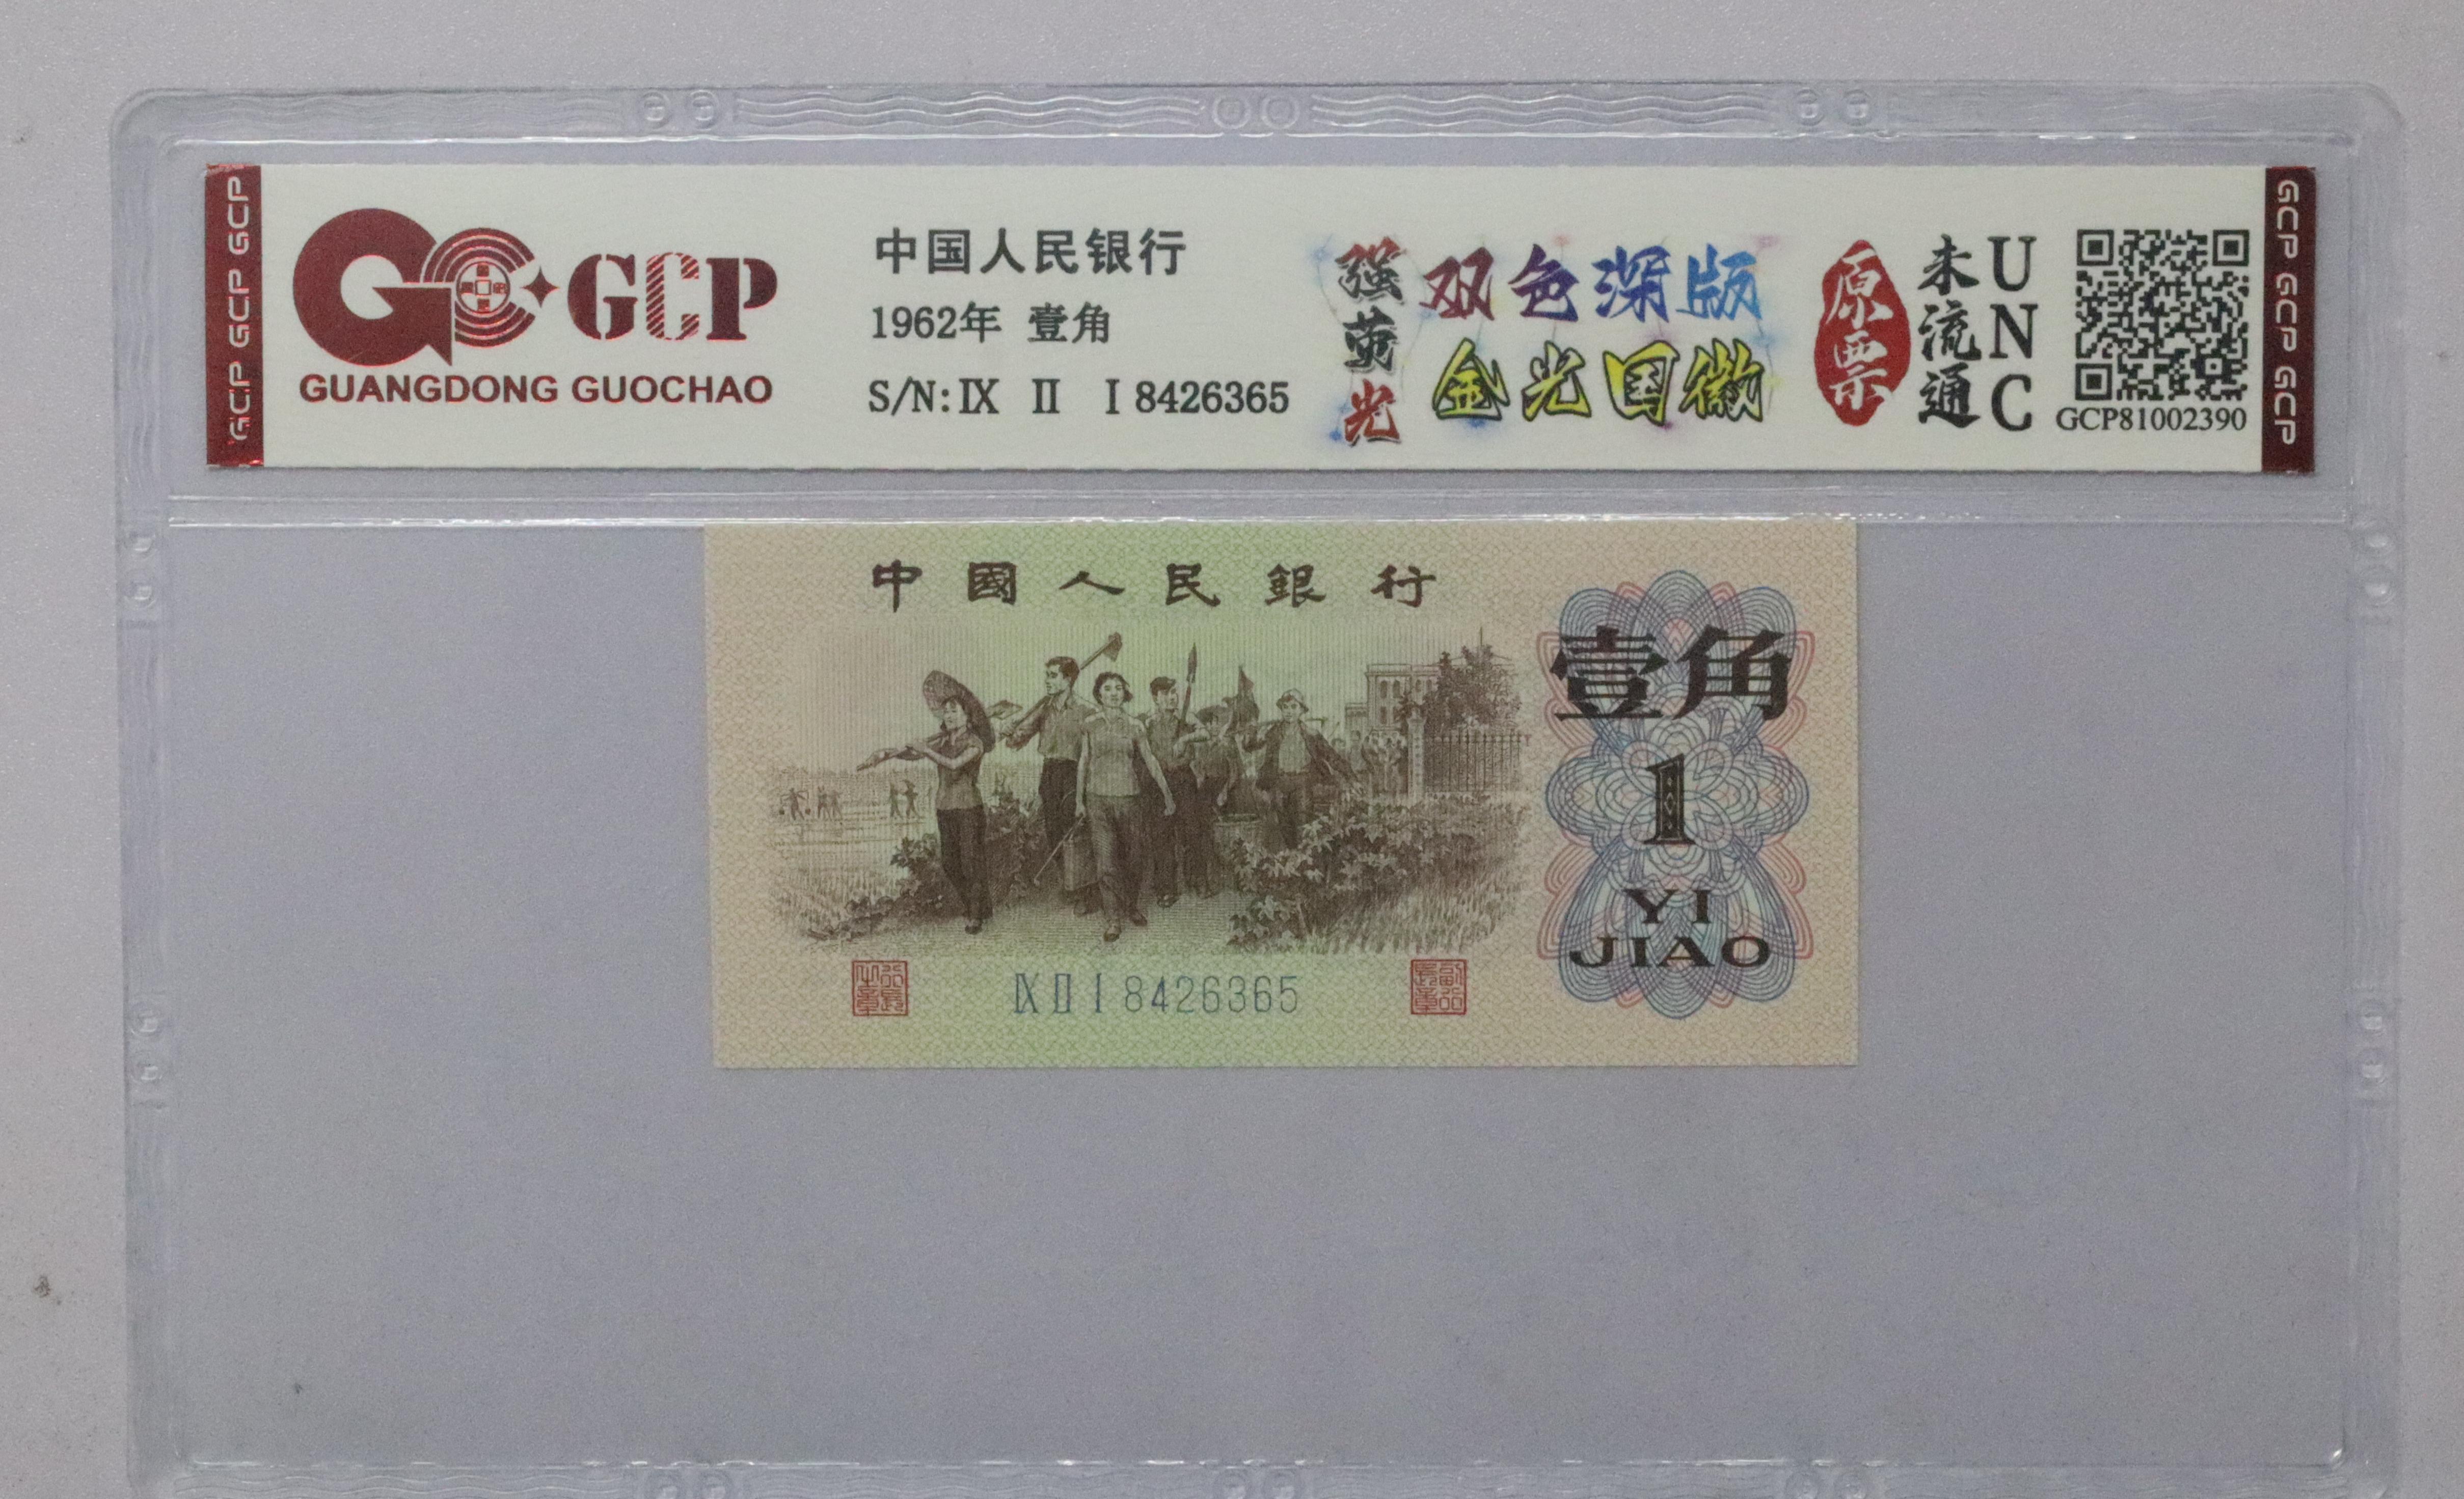 GCP GCP GCP
GCP
GUANGDONG GUOCHAO
中国人民银行
1962年 壹角
S/N: IX II I 8426365
强荧光
双色深版
金光国徽
原票
未流通
UNC
GCP81002390
GCP GCP GCP
中國人民銀行
壹角
1
YI
JIAO
IX II I 8426365